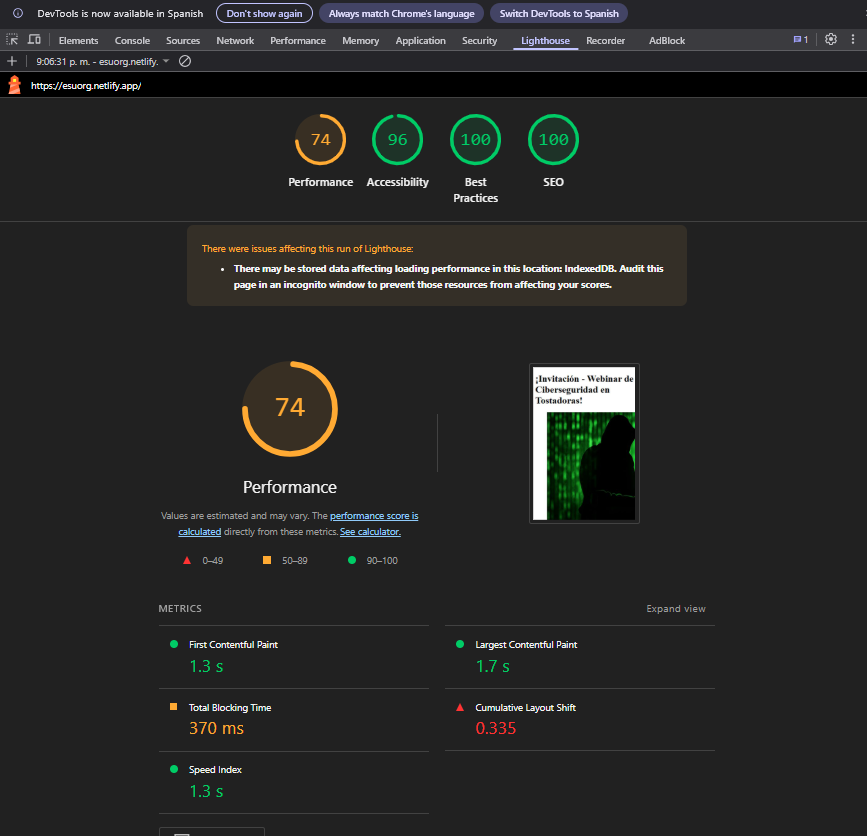 DevTools is now available in Spanish
Don't show again
Always match Chrome's language
Switch DevTools to Spanish
Elements
Console
Sources
Network
Performance
Memory
Application
Security
Lighthouse
Recorder
AdBlock
1
9:06:31 p. m. - esuorg.netlify.
https://esuorg.netlify.app/
74
96
100
100
Performance
Accessibility
Best
Practices
SEO
There were issues affecting this run of Lighthouse:
• There may be stored data affecting loading performance in this location: IndexedDB. Audit this
page in an incognito window to prevent those resources from affecting your scores.
74
¡Invitación - Webinar de
Ciberseguridad en
Tostadoras!
Performance
Values are estimated and may vary. The performance score is
calculated directly from these metrics. See calculator.
0–49
50–89
90–100
METRICS
Expand view
First Contentful Paint
1.3 s
Largest Contentful Paint
1.7 s
Total Blocking Time
370 ms
Cumulative Layout Shift
0.335
Speed Index
1.3 s